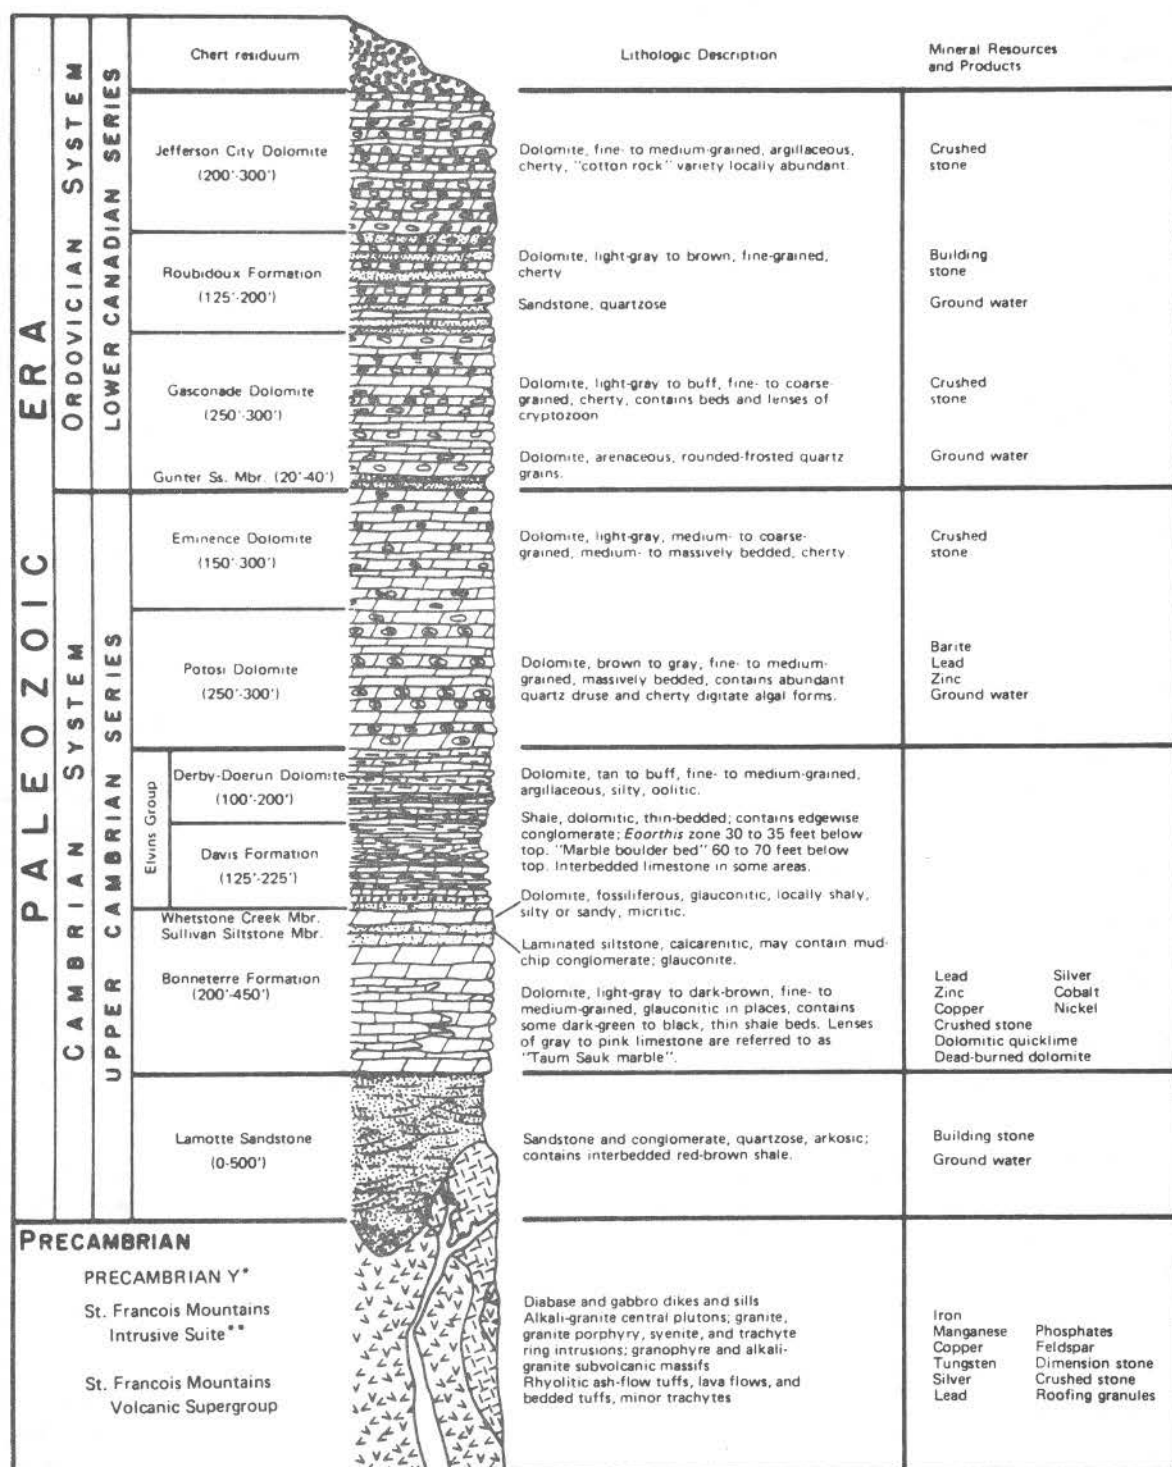 PALEOZOIC ERA
ORDOVICIAN SYSTEM
LOWER CANADIAN SERIES
CAMBRIAN SYSTEM
UPPER CAMBRIAN SERIES
Chert residuum
Lithologic Description
Mineral Resources
and Products
Jefferson City Dolomite
(200'-300')
Dolomite, fine- to medium-grained, argillaceous,
cherty, "cotton rock" variety locally abundant.
Crushed
stone
Roubidoux Formation
(125'-200')
Dolomite, light-gray to brown, fine-grained,
cherty
Sandstone, quartzose
Building
stone
Ground water
Gasconade Dolomite
(250'-300')
Dolomite, light-gray to buff, fine- to coarse-
grained, cherty, contains beds and lenses of
cryptozoon
Crushed
stone
Gunter Ss. Mbr. (20'-40')
Dolomite, arenaceous, rounded-frosted quartz
grains.
Ground water
Eminence Dolomite
(150'-300')
Dolomite, light-gray, medium- to coarse-
grained, medium- to massively bedded, cherty.
Crushed
stone
Potosi Dolomite
(250'-300')
Dolomite, brown to gray, fine- to medium-
grained, massively bedded, contains abundant
quartz druse and cherty digitate algal forms.
Barite
Lead
Zinc
Ground water
Elvins Group
Derby-Doerun Dolomite
(100'-200')
Dolomite, tan to buff, fine- to medium-grained,
argillaceous, silty, oolitic.
Davis Formation
(125'-225')
Shale, dolomitic, thin-bedded; contains edgewise
conglomerate; Eoorthis zone 30 to 35 feet below
top. "Marble boulder bed" 60 to 70 feet below
top. Interbedded limestone in some areas.
Whetstone Creek Mbr.
Sullivan Siltstone Mbr.
Dolomite, fossiliferous, glauconitic, locally shaly,
silty or sandy, micritic.
Laminated siltstone, calcarenitic, may contain mud-
chip conglomerate; glauconite.
Bonneterre Formation
(200'-450')
Dolomite, light-gray to dark-brown, fine- to
medium-grained, glauconitic in places, contains
some dark-green to black, thin shale beds. Lenses
of gray to pink limestone are referred to as
"Taum Sauk marble".
Lead Silver
Zinc Cobalt
Copper Nickel
Crushed stone
Dolomitic quicklime
Dead-burned dolomite
Lamotte Sandstone
(0-500')
Sandstone and conglomerate, quartzose, arkosic;
contains interbedded red-brown shale.
Building stone
Ground water
PRECAMBRIAN
PRECAMBRIAN Y*
St. Francois Mountains
Intrusive Suite**
St. Francois Mountains
Volcanic Supergroup
Diabase and gabbro dikes and sills
Alkali-granite central plutons; granite,
granite porphyry, syenite, and trachyte
ring intrusions; granophyre and alkali-
granite subvolcanic massifs
Rhyolitic ash-flow tuffs, lava flows, and
bedded tuffs, minor trachytes
Iron
Manganese Phosphates
Copper Feldspar
Tungsten Dimension stone
Silver Crushed stone
Lead Roofing granules